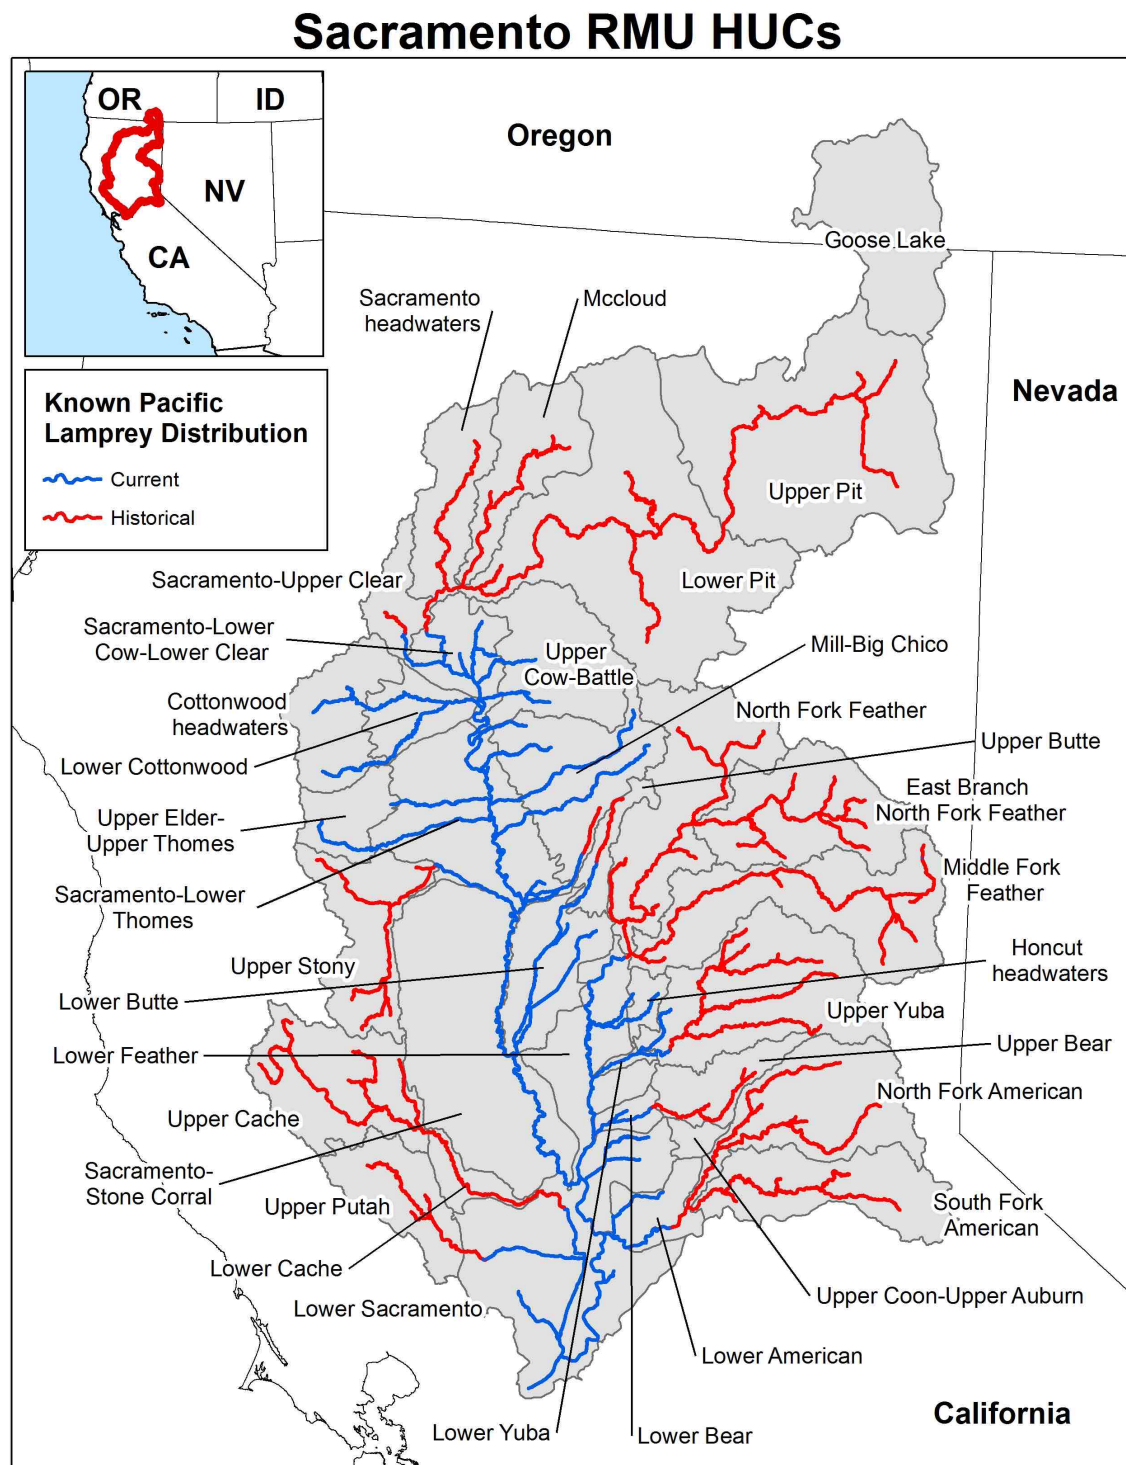 Sacramento RMU HUCs
OR
ID
NV
CA
Oregon
Goose Lake
Sacramento
headwaters
Mccloud
Known Pacific
Lamprey Distribution
Current
Historical
Nevada
Upper Pit
Sacramento-Upper Clear
Lower Pit
Sacramento-Lower
Cow-Lower Clear
Upper
Cow-Battle
Mill-Big Chico
Cottonwood
headwaters
North Fork Feather
Upper Butte
Lower Cottonwood
East Branch
North Fork Feather
Upper Elder-
Upper Thomes
Middle Fork
Feather
Sacramento-Lower
Thomes
Honcut
headwaters
Upper Stony
Lower Butte
Upper Yuba
Lower Feather
Upper Bear
North Fork American
Upper Cache
Sacramento-
Stone Corral
Upper Putah
South Fork
American
Lower Cache
Lower Sacramento
Upper Coon-Upper Auburn
Lower American
California
Lower Yuba
Lower Bear